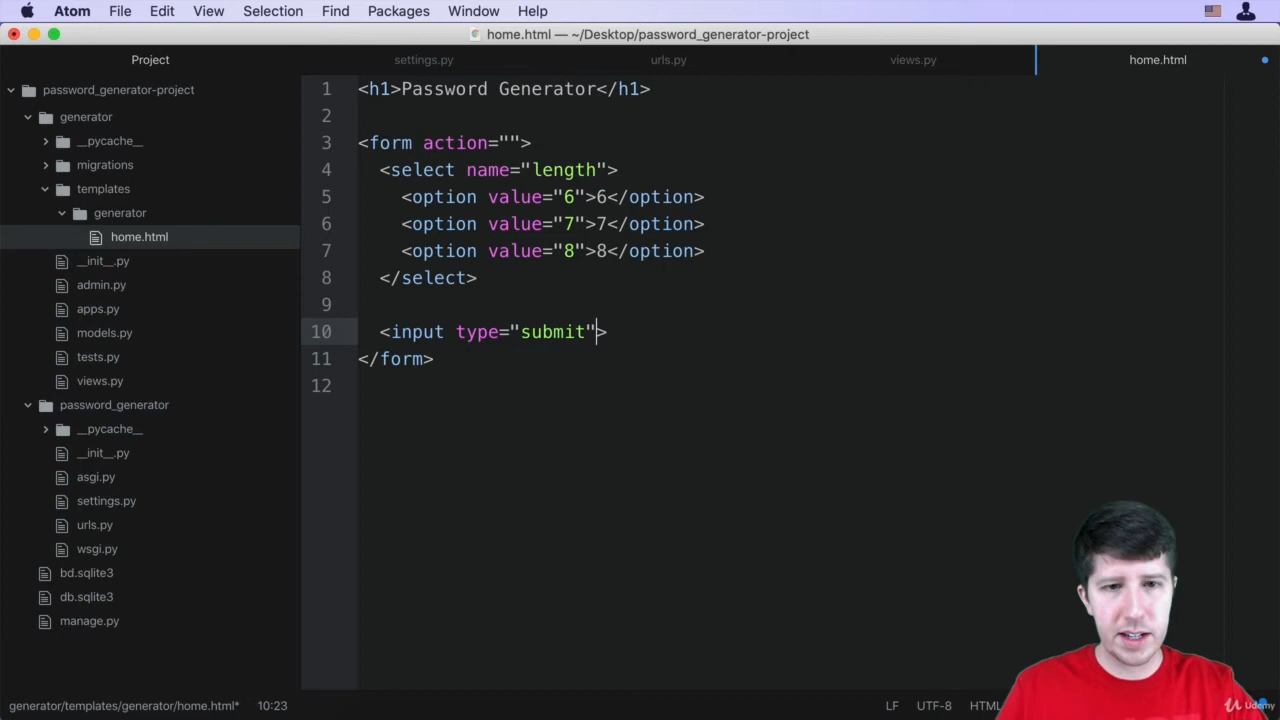 Atom File Edit View Selection Find Packages Window Help
home.html — ~/Desktop/password_generator-project
Project
settings.py
urls.py
views.py
home.html
password_generator-project
generator
__pycache__
migrations
templates
generator
home.html
__init__.py
admin.py
apps.py
models.py
tests.py
views.py
password_generator
__pycache__
__init__.py
asgi.py
settings.py
urls.py
wsgi.py
bd.sqlite3
db.sqlite3
manage.py
1 <h1>Password Generator</h1>
2
3 <form action="">
4 <select name="length">
5 <option value="6">6</option>
6 <option value="7">7</option>
7 <option value="8">8</option>
8 </select>
9
10 <input type="submit">
11 </form>
12
generator/templates/generator/home.html* 10:23
LF UTF-8 HTML
Udemy